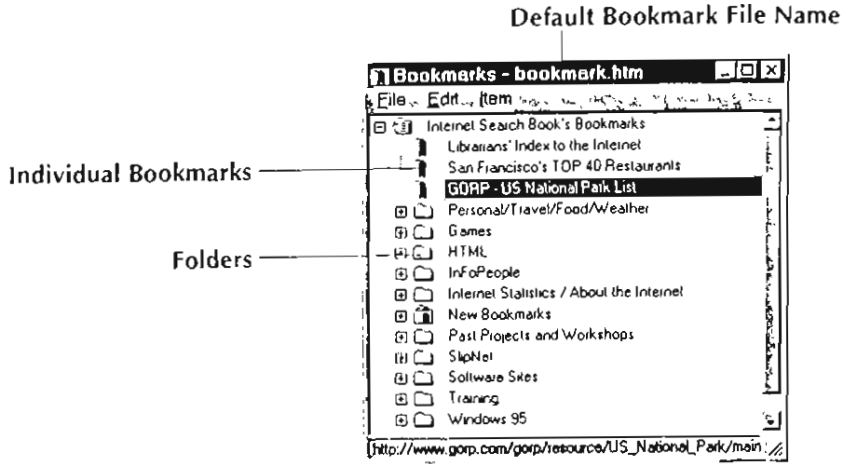 Default Bookmark File Name
Bookmarks - bookmark.htm
File Edit Item
Internet Search Book's Bookmarks
Librarians' Index to the Internet
San Francisco's TOP 40 Restaurants
Individual Bookmarks
GORP - US National Park List
Personal/Travel/Food/Weather
Games
Folders
HTML
InFoPeople
Internet Statistics / About the Internet
New Bookmarks
Past Projects and Workshops
SlipNet
Software Sites
Training
Windows 95
http://www.gorp.com/gorp/resource/US_National_Park/main